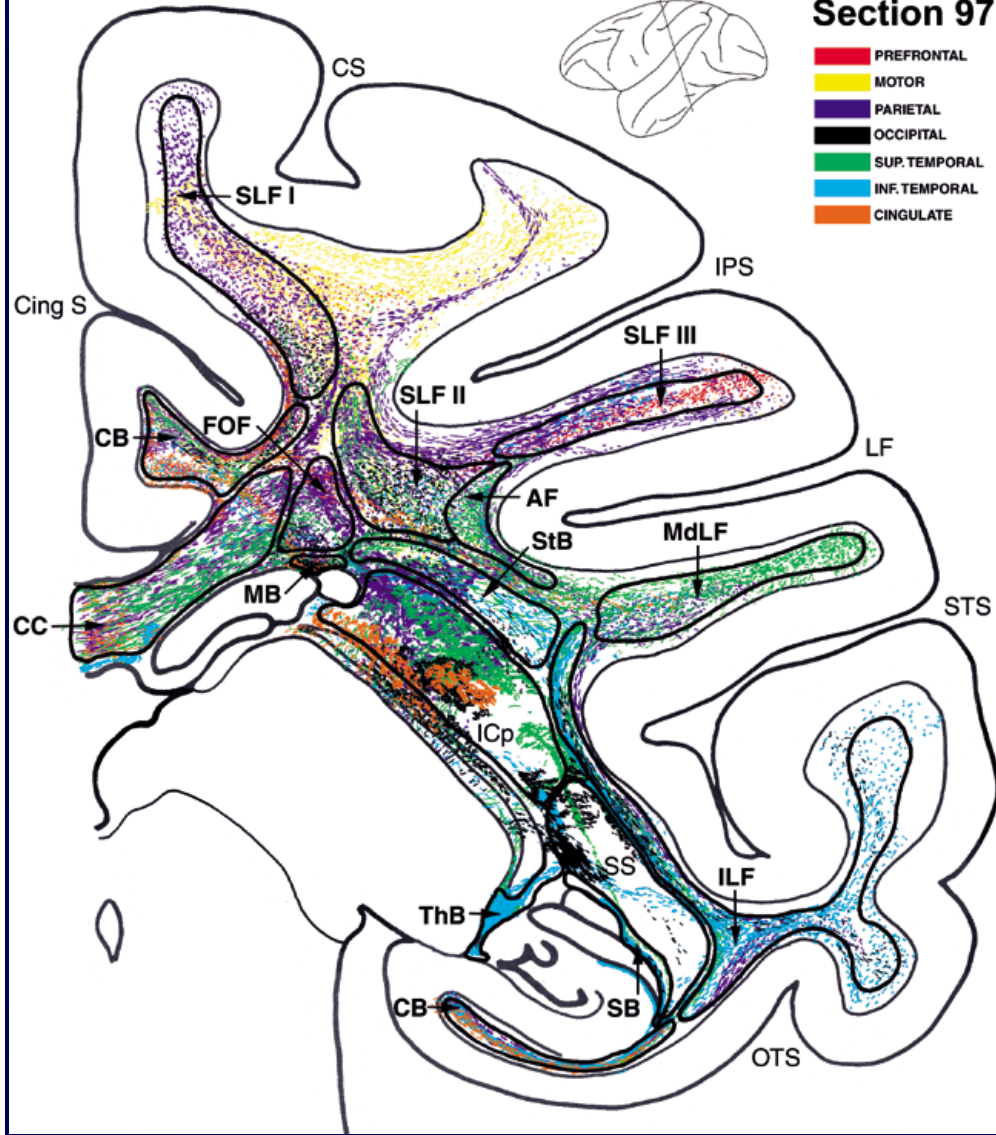 Section 97
PREFRONTAL
MOTOR
PARIETAL
OCCIPITAL
SUP. TEMPORAL
INF. TEMPORAL
CINGULATE
CS
SLF I
IPS
Cing S
SLF III
SLF II
FOF
CB
LF
AF
StB
MdLF
MB
STS
CC
ICp
SS
ILF
ThB
CB
SB
OTS